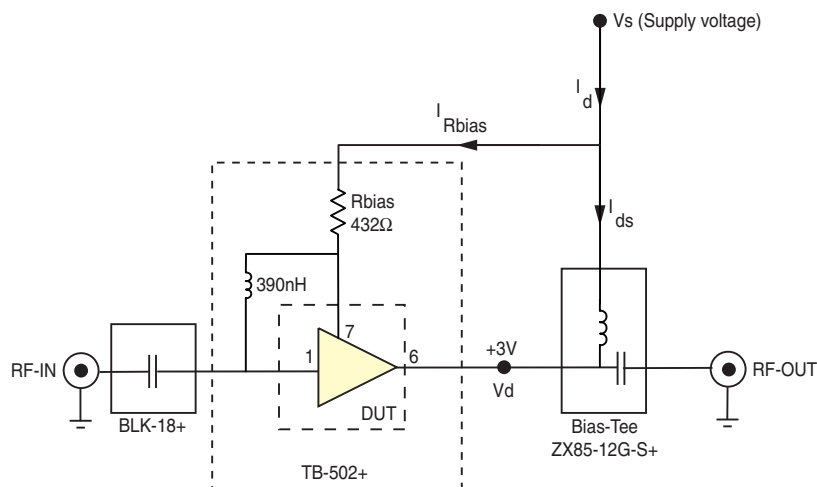 Vs (Supply voltage)
I d
I Rbias
Rbias
432Ω
I ds
390nH
7
1
6
+3V
Vd
RF-IN
RF-OUT
DUT
BLK-18+
Bias-Tee
ZX85-12G-S+
TB-502+